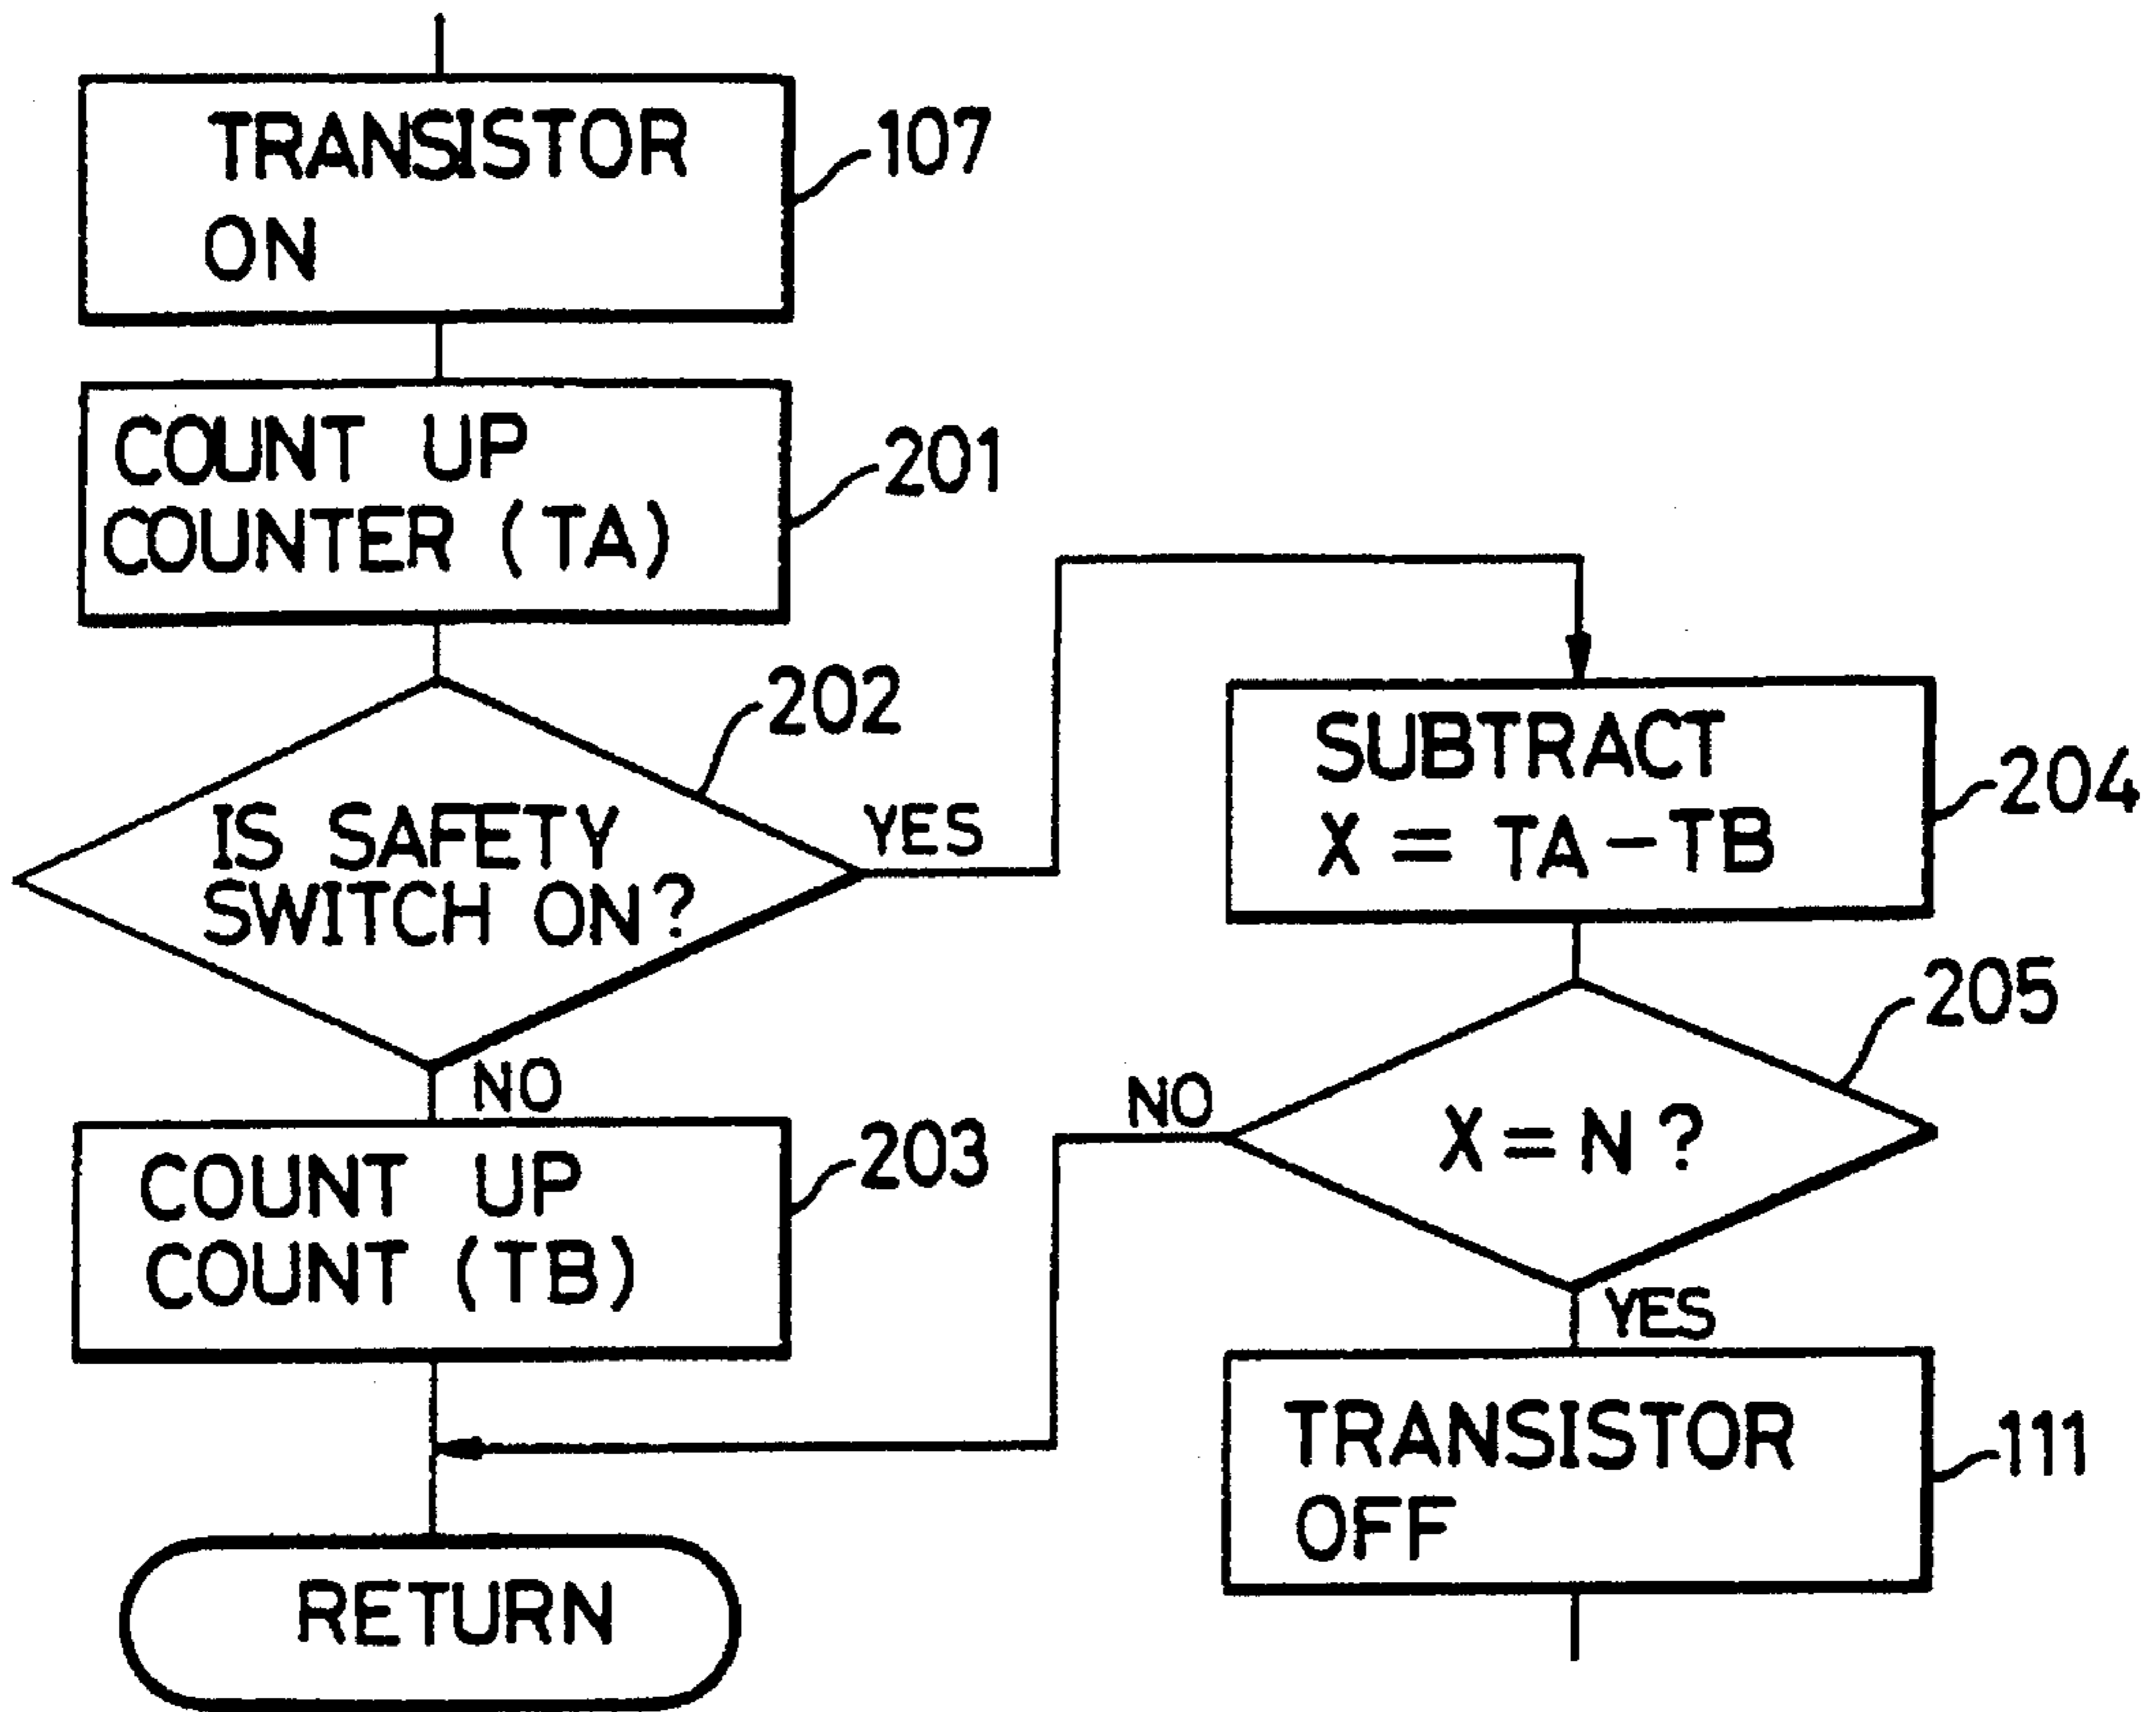 TRANSISTOR
ON
107
COUNT UP
COUNTER (TA)
201
IS SAFETY
SWITCH ON?
202
YES
NO
COUNT UP
COUNT (TB)
203
RETURN
SUBTRACT
X = TA-TB
204
X=N?
205
NO
YES
TRANSISTOR
OFF
111